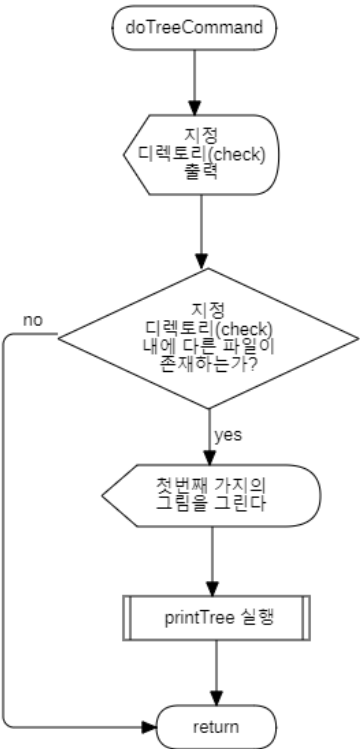 doTreeCommand
지정
디렉토리(check)
출력
지정
디렉토리(check)
내에 다른 파일이
존재하는가?
no
yes
첫번째 가지의
그림을 그린다
printTree 실행
return